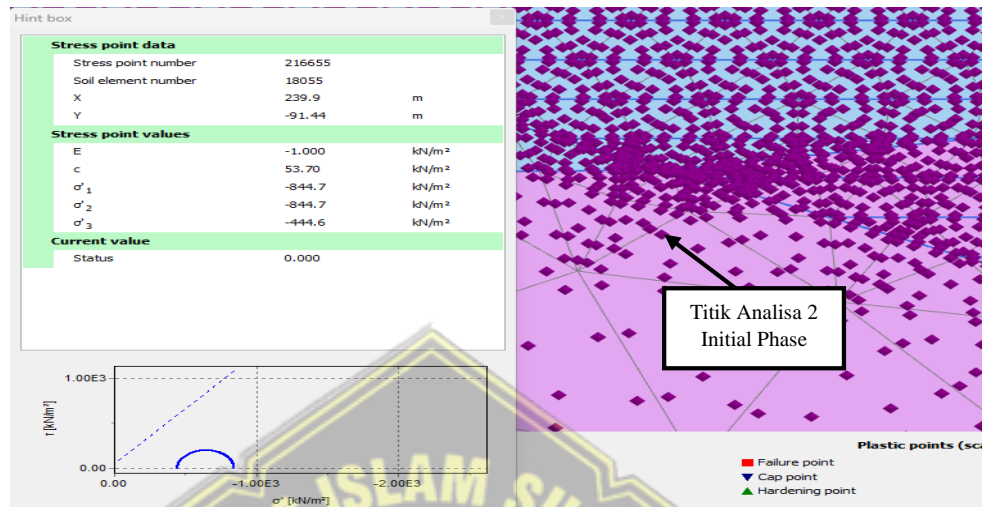 Hint box
Stress point data
Stress point number 216655
Soil element number 18055
X 239.9 m
Y -91.44 m
Stress point values
E -1.000 kN/m²
c 53.70 kN/m²
σ'1 -844.7 kN/m²
σ'2 -844.7 kN/m²
σ'3 -444.6 kN/m²
Current value
Status 0.000
Titik Analisa 2
Initial Phase
1.00E3
τ [kN/m²]
0.00
0.00 -1.00E3 -2.00E3
σ' [kN/m²]
ISLAM SU
Plastic points (sca
Failure point
Cap point
Hardening point